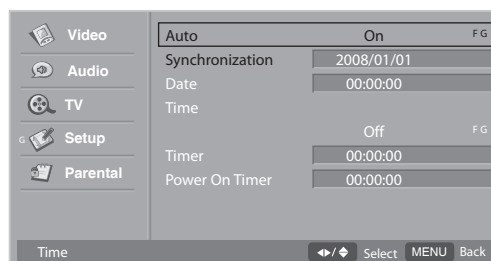 Video
Audio
TV
G Setup
Parental
Auto On F G
Synchronization 2008/01/01
Date 00:00:00
Time
Off F G
Timer 00:00:00
Power On Timer 00:00:00
Time Select MENU Back